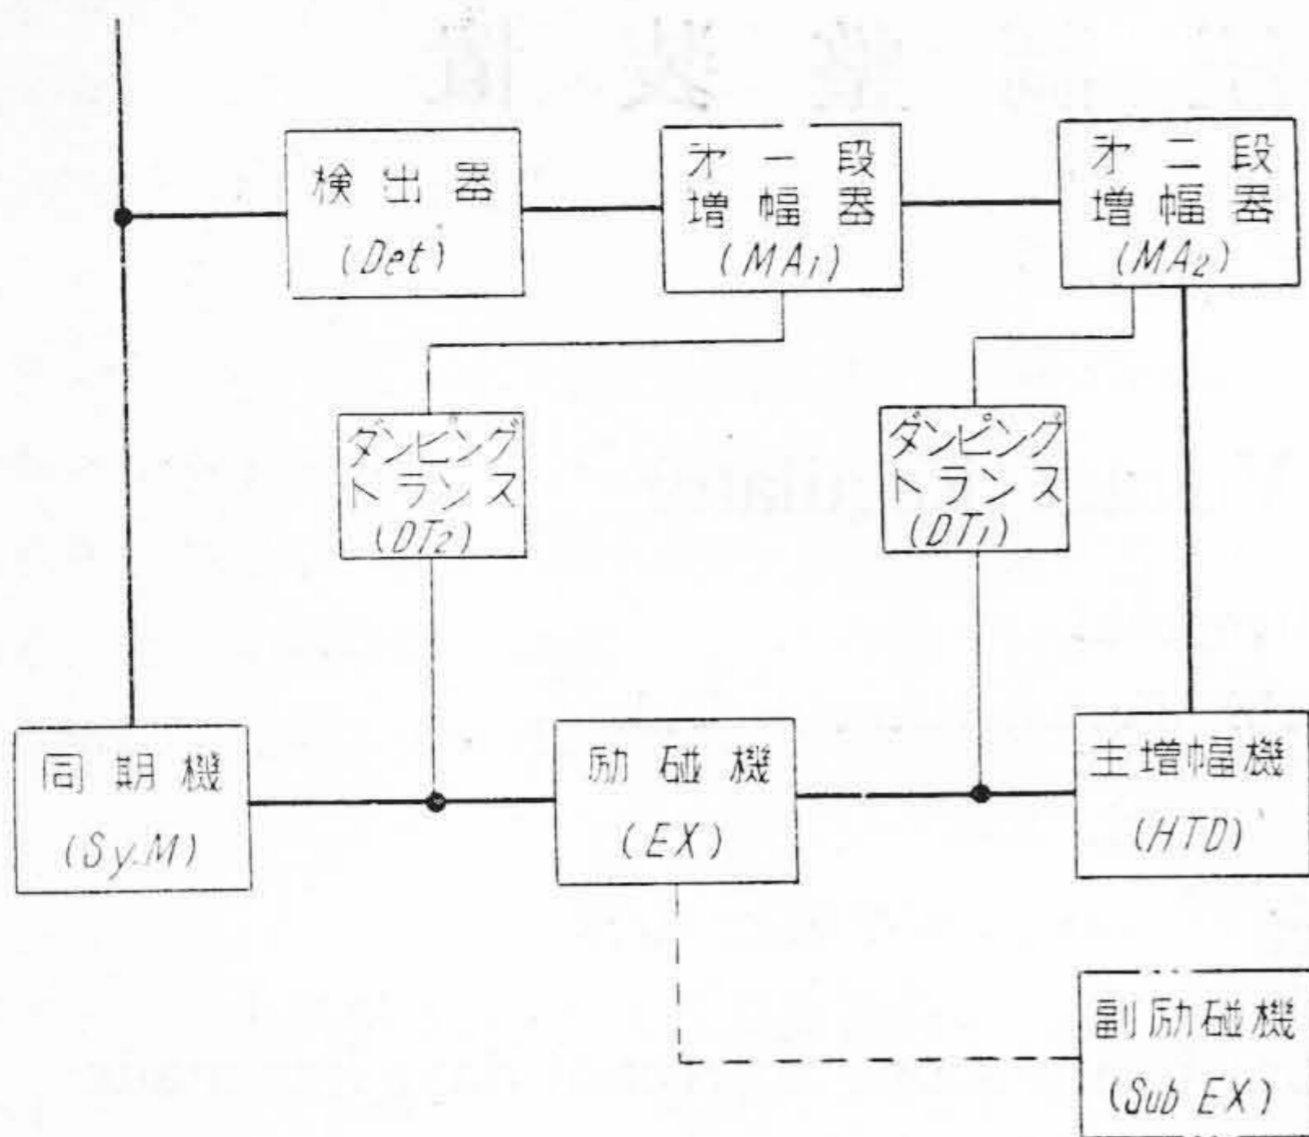 検出器
(Det)
才一段
増幅器
(MA1)
才二段
増幅器
(MA2)
ダンピング
トランス
(DT2)
ダンピング
トランス
(DT1)
同期機
(Sy.M)
励磁機
(EX)
主増幅機
(HTD)
副励磁機
(Sub EX)